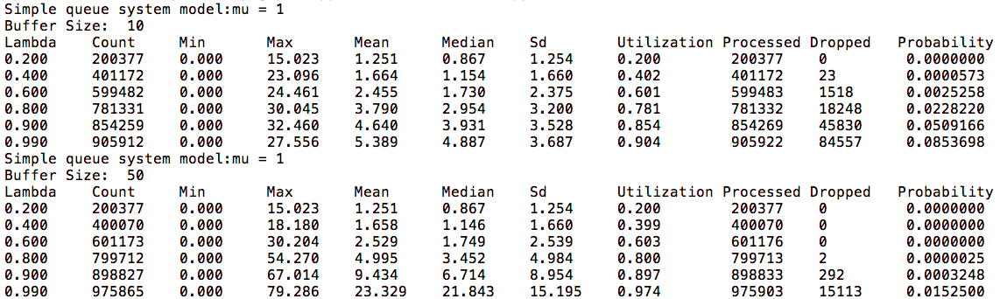 Simple queue system model:mu = 1
Buffer Size:  10
Lambda    Count     Min       Max       Mean      Median    Sd        Utilization Processed Dropped   Probability
0.200     200377    0.000     15.023    1.251     0.867     1.254     0.200        200377    0         0.0000000
0.400     401172    0.000     23.096    1.664     1.154     1.660     0.402        401172    23        0.0000573
0.600     599482    0.000     24.461    2.455     1.730     2.375     0.601        599483    1518      0.0025258
0.800     781331    0.000     30.045    3.790     2.954     3.200     0.781        781332    18248     0.0228220
0.900     854259    0.000     32.460    4.640     3.931     3.528     0.854        854269    45830     0.0509166
0.990     905912    0.000     27.556    5.389     4.887     3.687     0.904        905922    84557     0.0853698
Simple queue system model:mu = 1
Buffer Size:  50
Lambda    Count     Min       Max       Mean      Median    Sd        Utilization Processed Dropped   Probability
0.200     200377    0.000     15.023    1.251     0.867     1.254     0.200        200377    0         0.0000000
0.400     400070    0.000     18.180    1.658     1.146     1.660     0.399        400070    0         0.0000000
0.600     601173    0.000     30.204    2.529     1.749     2.539     0.603        601176    0         0.0000000
0.800     799712    0.000     54.270    4.995     3.452     4.984     0.800        799713    2         0.0000025
0.900     898827    0.000     67.014    9.434     6.714     8.954     0.897        898833    292       0.0003248
0.990     975865    0.000     79.286    23.329    21.843    15.195    0.974        975903    15113     0.0152500